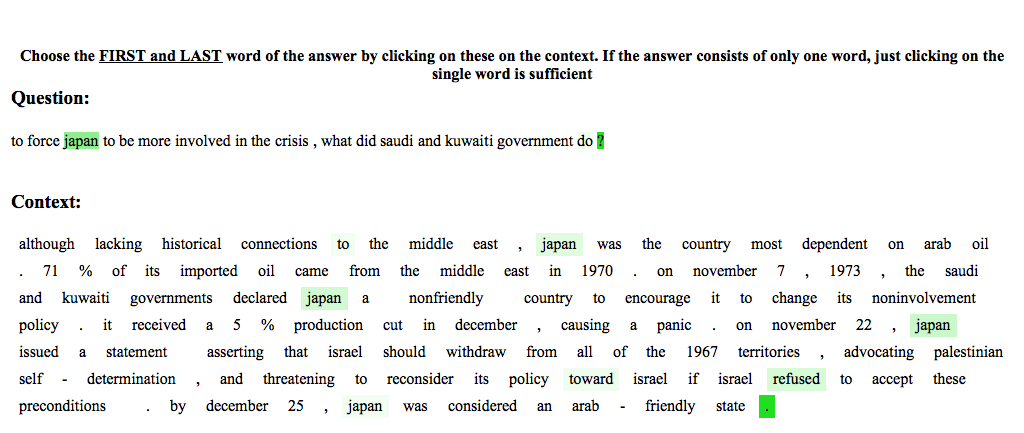 Choose the FIRST and LAST word of the answer by clicking on these on the context. If the answer consists of only one word, just clicking on the
single word is sufficient
Question:
to force japan to be more involved in the crisis , what did saudi and kuwaiti government do ?
Context:
although lacking historical connections to the middle east , japan was the country most dependent on arab oil
. 71 % of its imported oil came from the middle east in 1970 . on november 7 , 1973 , the saudi
and kuwaiti governments declared japan a nonfriendly country to encourage it to change its noninvolvement
policy . it received a 5 % production cut in december , causing a panic . on november 22 , japan
issued a statement asserting that israel should withdraw from all of the 1967 territories , advocating palestinian
self - determination , and threatening to reconsider its policy toward israel if israel refused to accept these
preconditions . by december 25 , japan was considered an arab - friendly state .